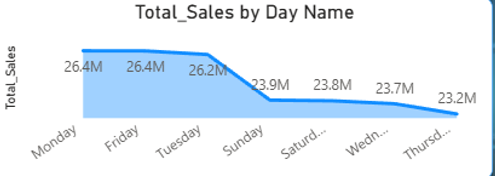 Total_Sales by Day Name
Total_Sales
26.4M
26.4M
26.2M
23.9M
23.8M
23.7M
23.2M
Monday
Friday
Tuesday
Sunday
Saturd...
Wedn...
Thursd...